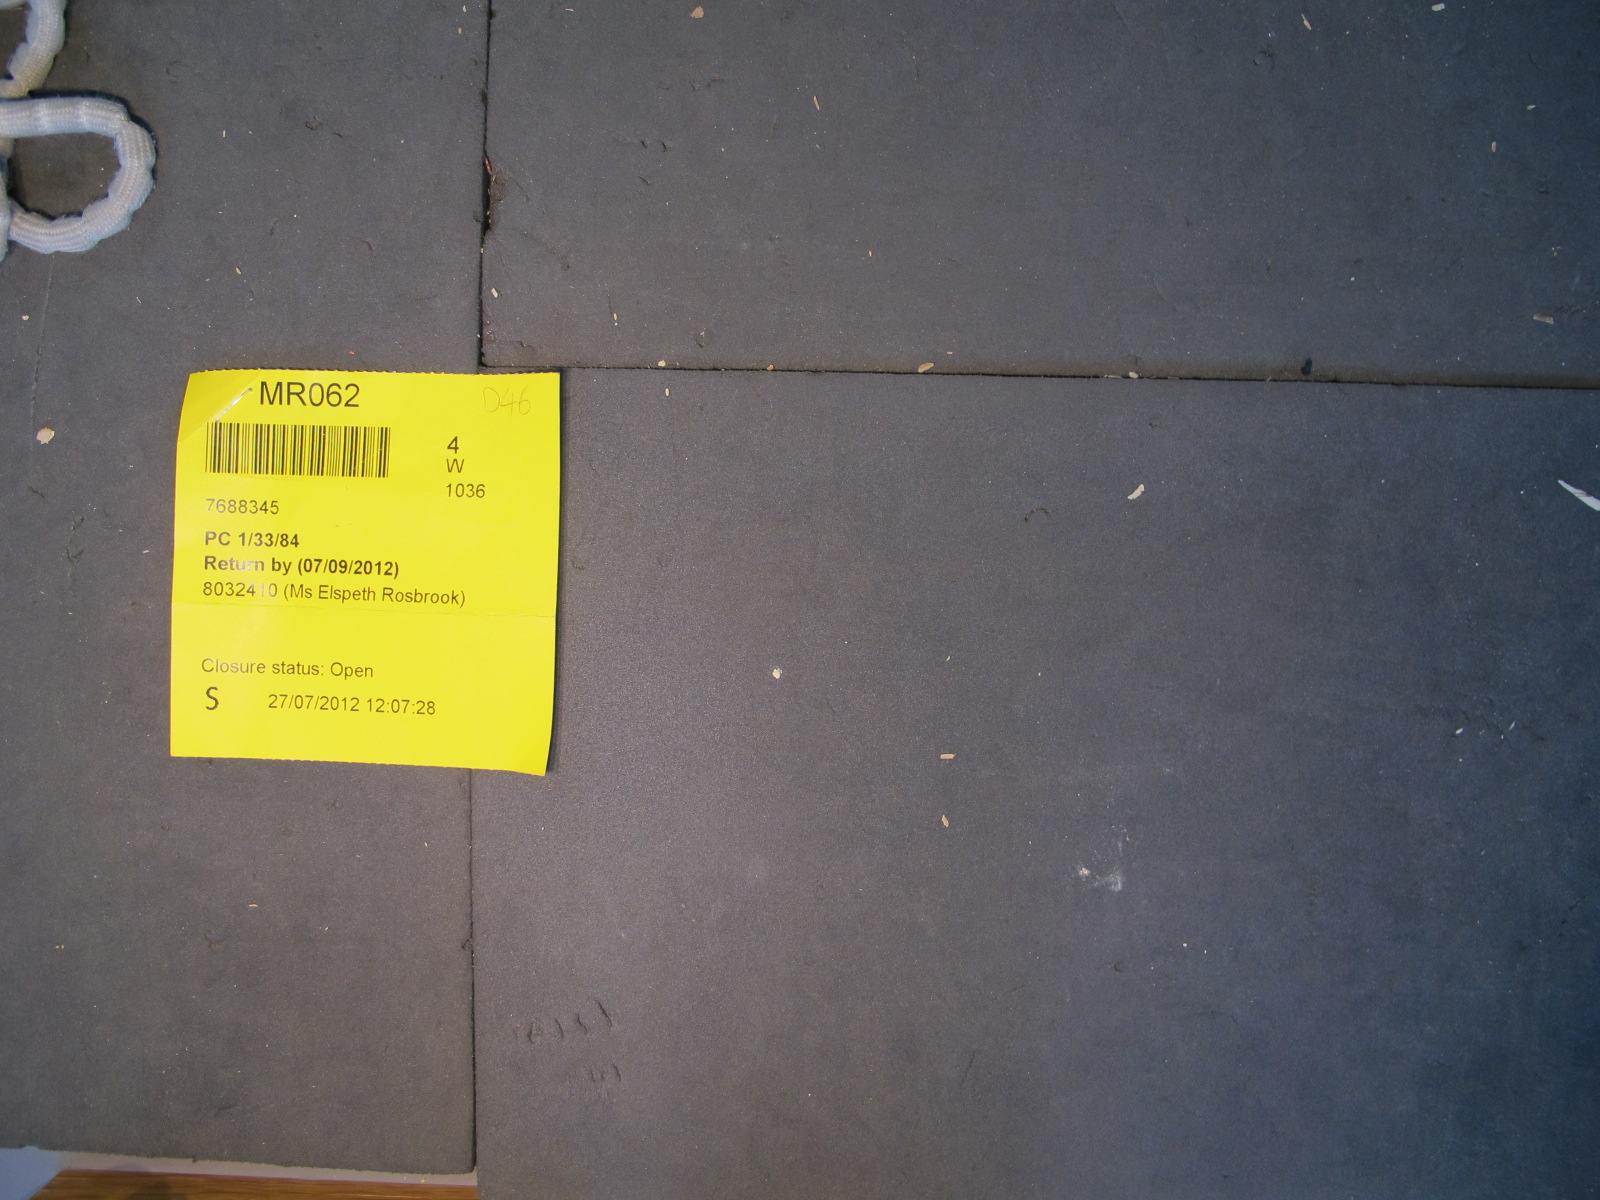 MR062 D46
4
W
1036
7688345
PC 1/33/84
Return by (07/09/2012)
8032410 (Ms Elspeth Rosbrook)
Closure status: Open
S 27/07/2012 12:07:28